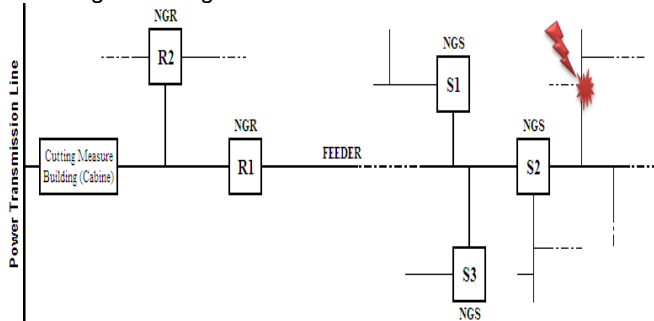 NGR
R2
NGS
S1
NGR
R1
FEEDER
NGS
S2
Cutting Measure
Building (Cabine)
Power Transmission Line
S3
NGS